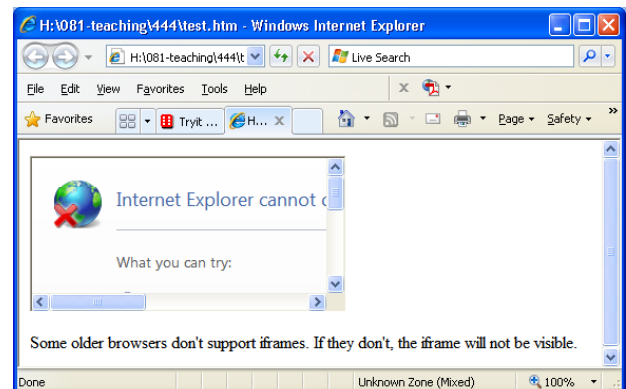 H:\081-teaching\444\test.htm - Windows Internet Explorer
H:\081-teaching\444\t Live Search
File Edit View Favorites Tools Help
Favorites Tryit ... H... Page Safety
Internet Explorer cannot
What you can try:
Some older browsers don't support iframes. If they don't, the iframe will not be visible.
Done Unknown Zone (Mixed) 100%